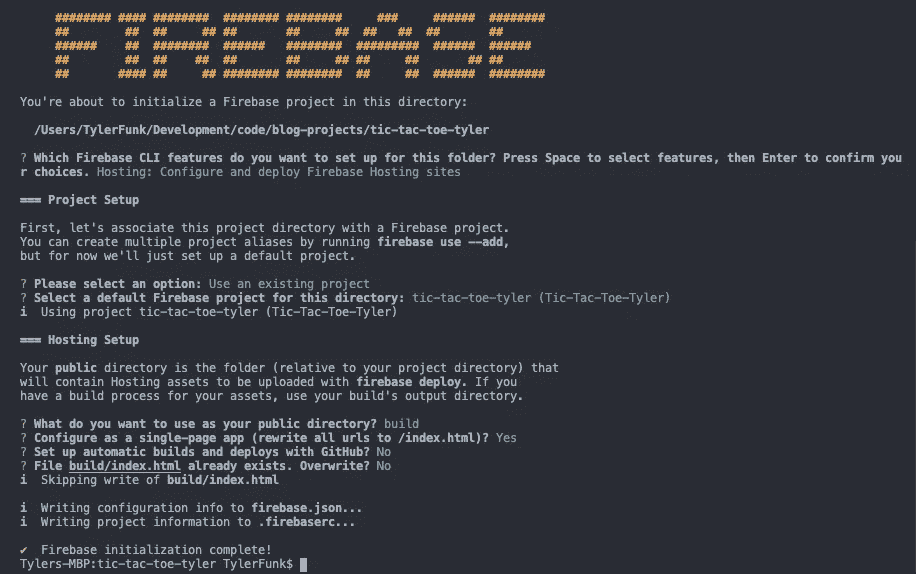 FIREBASE
You're about to initialize a Firebase project in this directory:
/Users/TylerFunk/Development/code/blog-projects/tic-tac-toe-tyler
? Which Firebase CLI features do you want to set up for this folder? Press Space to select features, then Enter to confirm you
r choices. Hosting: Configure and deploy Firebase Hosting sites
=== Project Setup
First, let's associate this project directory with a Firebase project.
You can create multiple project aliases by running firebase use --add,
but for now we'll just set up a default project.
? Please select an option: Use an existing project
? Select a default Firebase project for this directory: tic-tac-toe-tyler (Tic-Tac-Toe-Tyler)
i  Using project tic-tac-toe-tyler (Tic-Tac-Toe-Tyler)
=== Hosting Setup
Your public directory is the folder (relative to your project directory) that
will contain Hosting assets to be uploaded with firebase deploy. If you
have a build process for your assets, use your build's output directory.
? What do you want to use as your public directory? build
? Configure as a single-page app (rewrite all urls to /index.html)? Yes
? Set up automatic builds and deploys with GitHub? No
? File build/index.html already exists. Overwrite? No
i  Skipping write of build/index.html
i  Writing configuration info to firebase.json...
i  Writing project information to .firebaserc...
✔  Firebase initialization complete!
Tylers-MBP:tic-tac-toe-tyler TylerFunk$